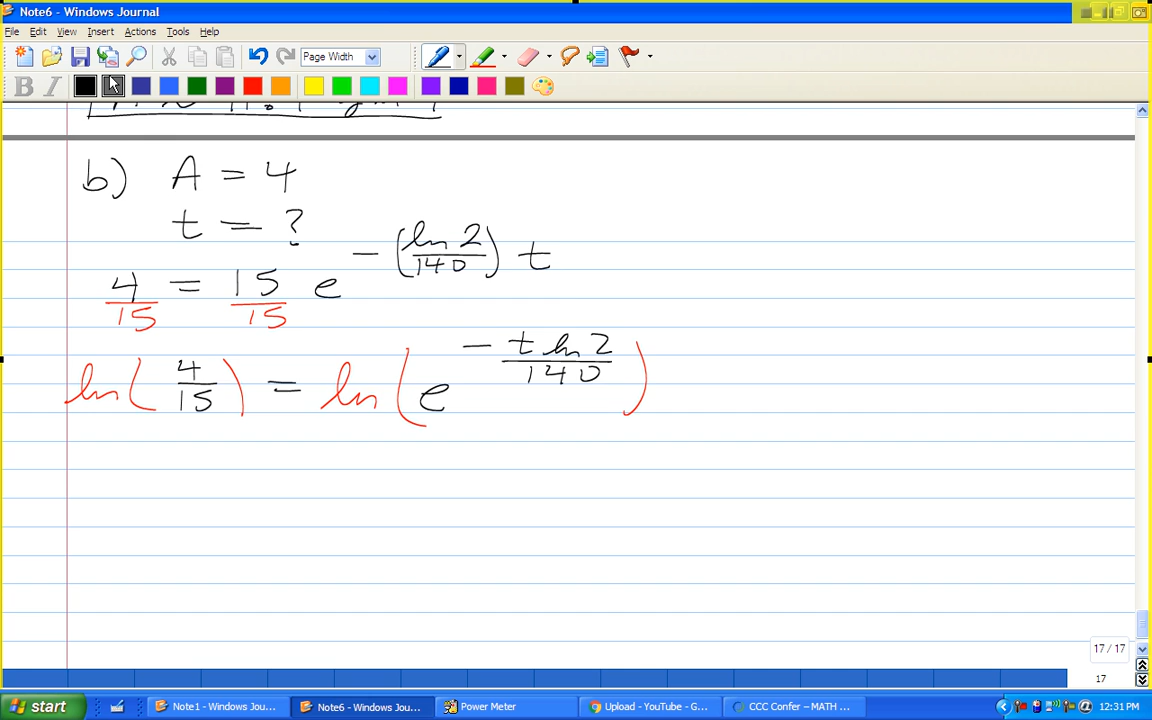 Note6 - Windows Journal
File Edit View Insert Actions Tools Help
Page Width
B I
b) A = 4
t = ?
4/15 = 15/15 e^-(ln 2/140) t
ln(4/15) = ln(e^-(t ln 2/140))
17 / 17
17
start Note1 - Windows Jou... Note6 - Windows Jou... Power Meter Upload - YouTube - G... CCC Confer – MATH ... 12:31 PM